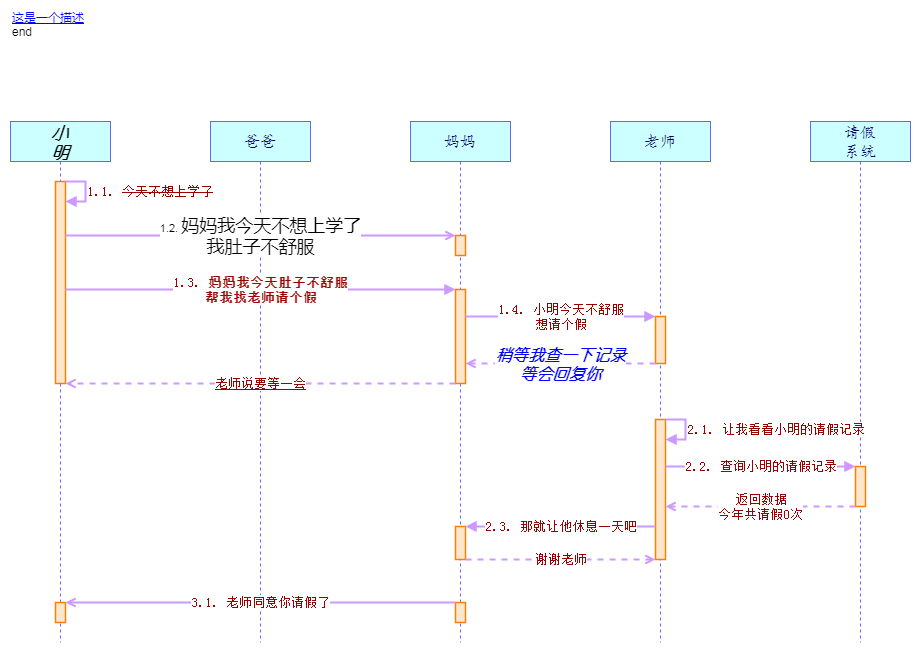 这是一个描述
end
小
明
爸爸
妈妈
老师
请假
系统
1.1. 今天不想上学了
1.2. 妈妈我今天不想上学了
我肚子不舒服
1.3. 妈妈我今天肚子不舒服
帮我找老师请个假
1.4. 小明今天不舒服
想请个假
稍等我查一下记录
等会回复你
老师说要等一会
2.1. 让我看看小明的请假记录
2.2. 查询小明的请假记录
返回数据
今年共请假0次
2.3. 那就让他休息一天吧
谢谢老师
3.1. 老师同意你请假了